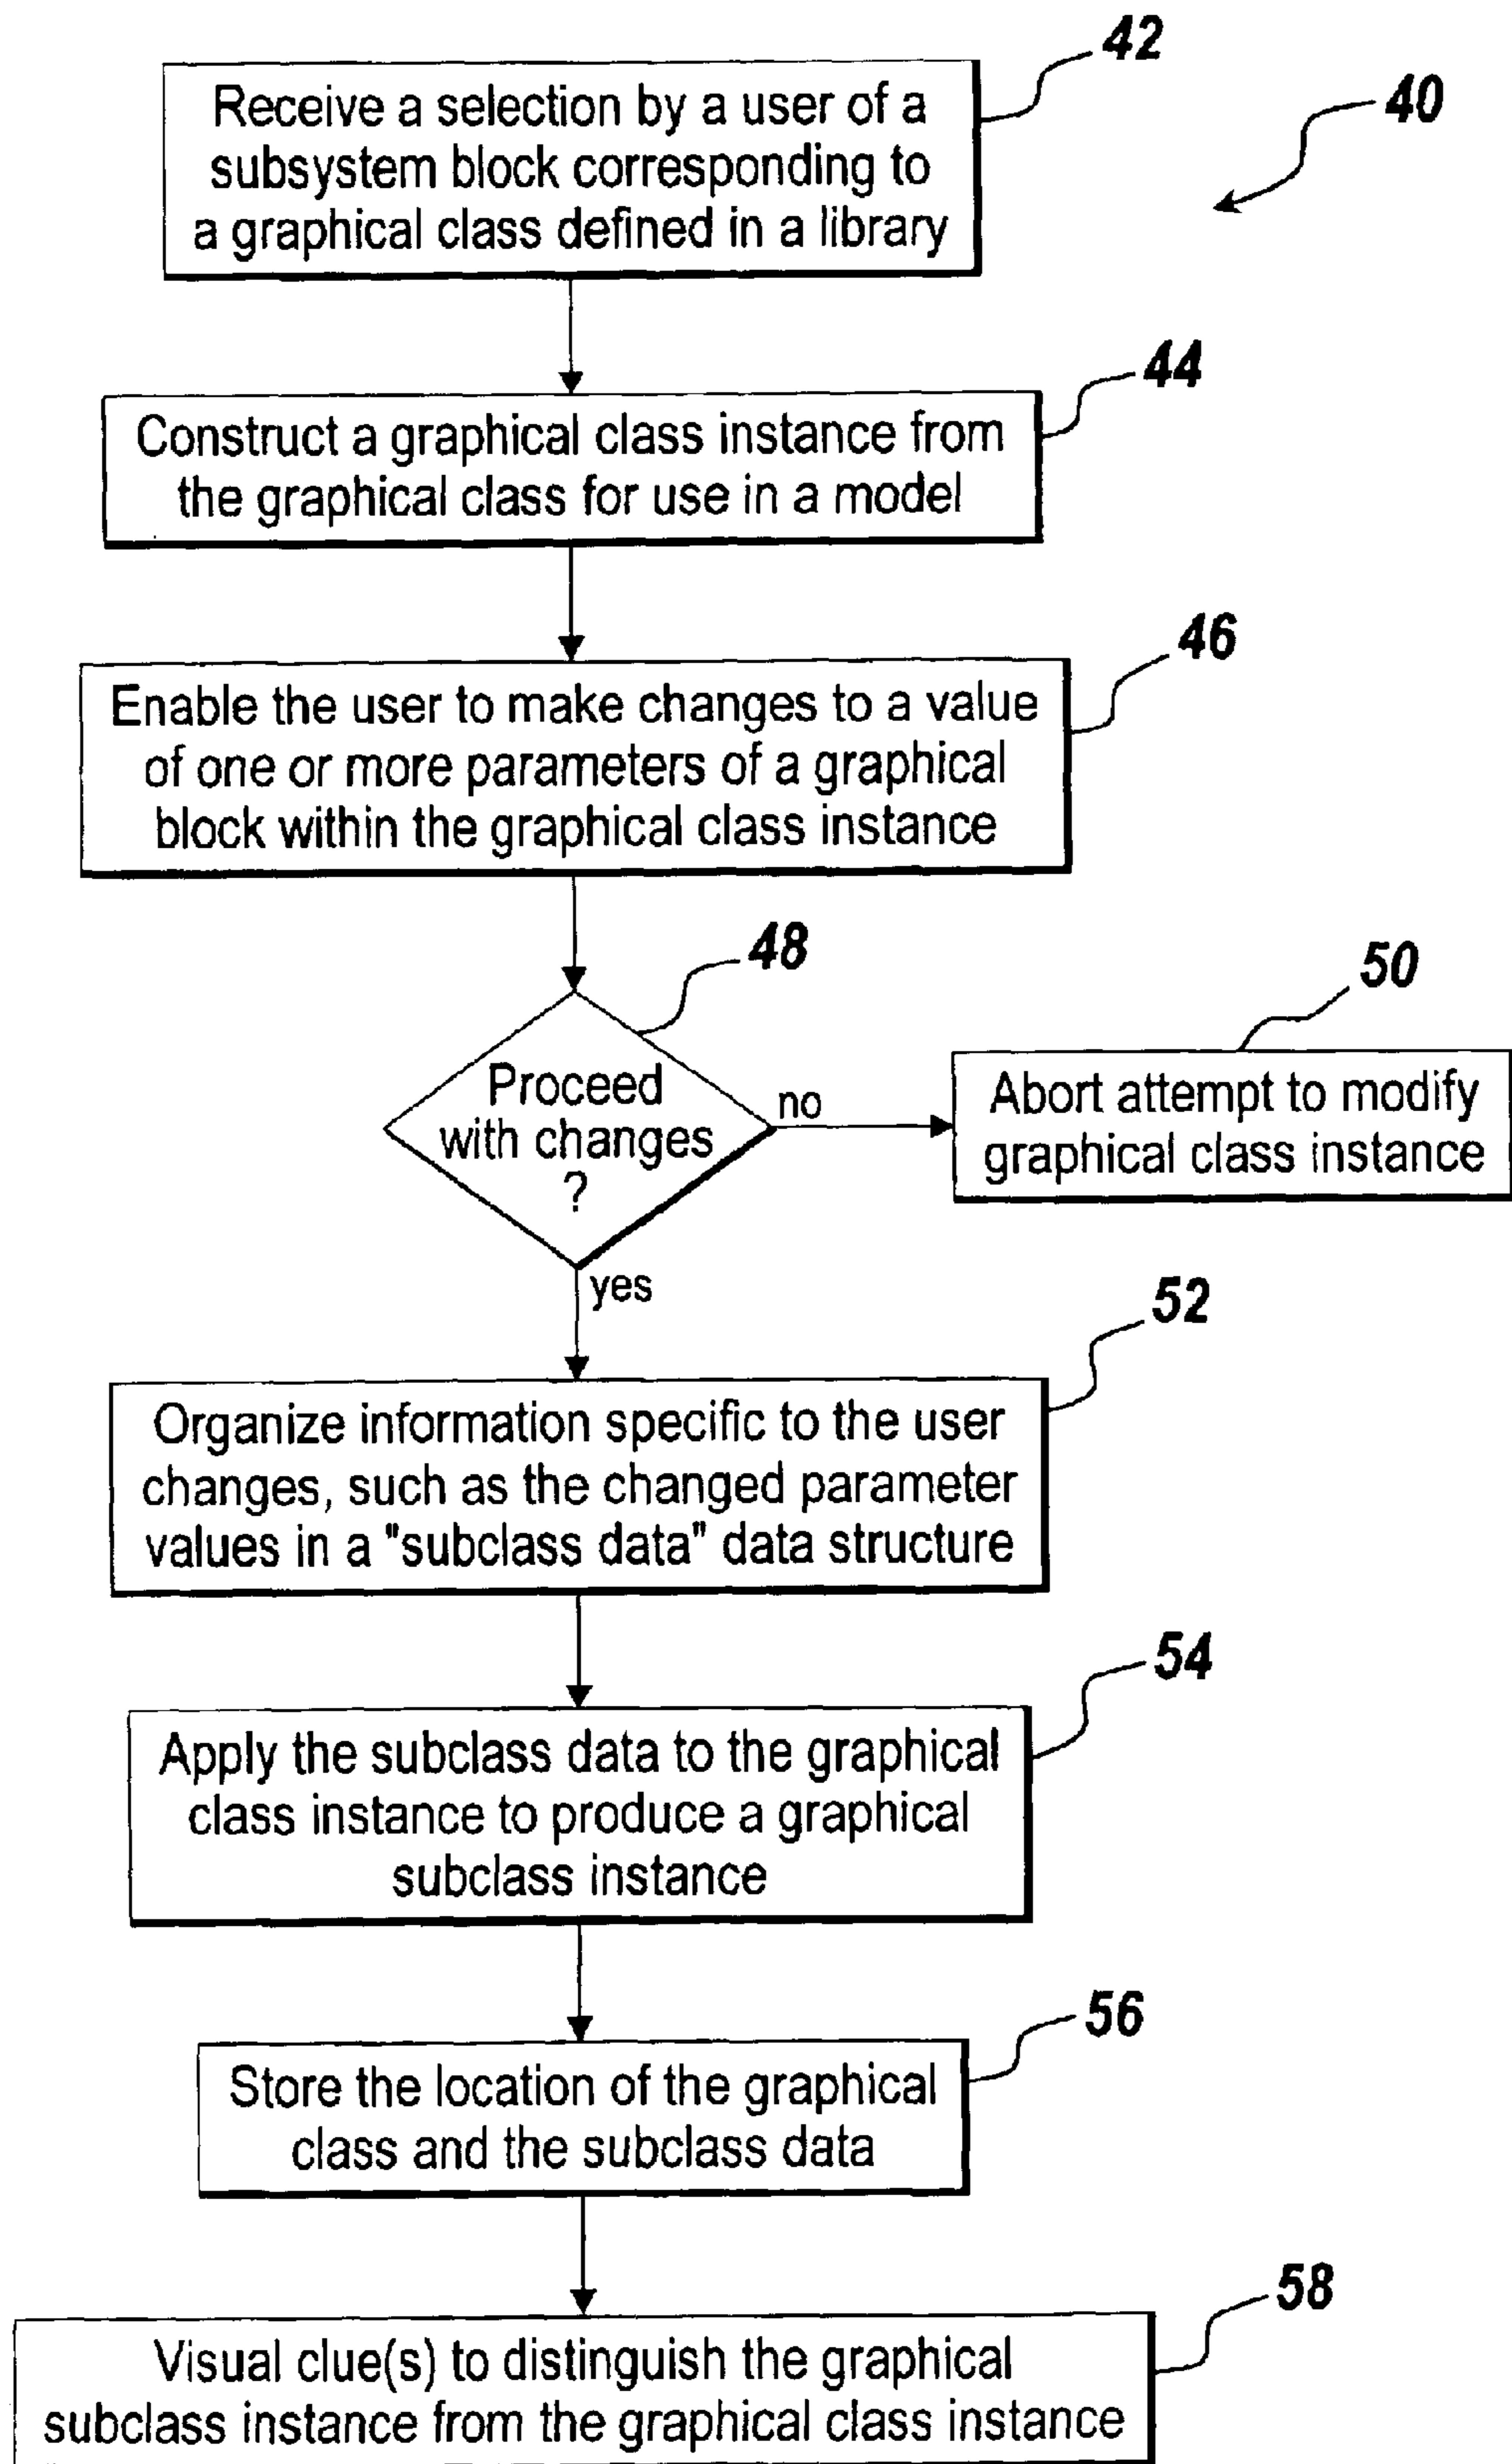 42
40
Receive a selection by a user of a
subsystem block corresponding to
a graphical class defined in a library
44
Construct a graphical class instance from
the graphical class for use in a model
46
Enable the user to make changes to a value
of one or more parameters of a graphical
block within the graphical class instance
48
Proceed
with changes
?
no
yes
50
Abort attempt to modify
graphical class instance
52
Organize information specific to the user
changes, such as the changed parameter
values in a "subclass data" data structure
54
Apply the subclass data to the graphical
class instance to produce a graphical
subclass instance
56
Store the location of the graphical
class and the subclass data
58
Visual clue(s) to distinguish the graphical
subclass instance from the graphical class instance